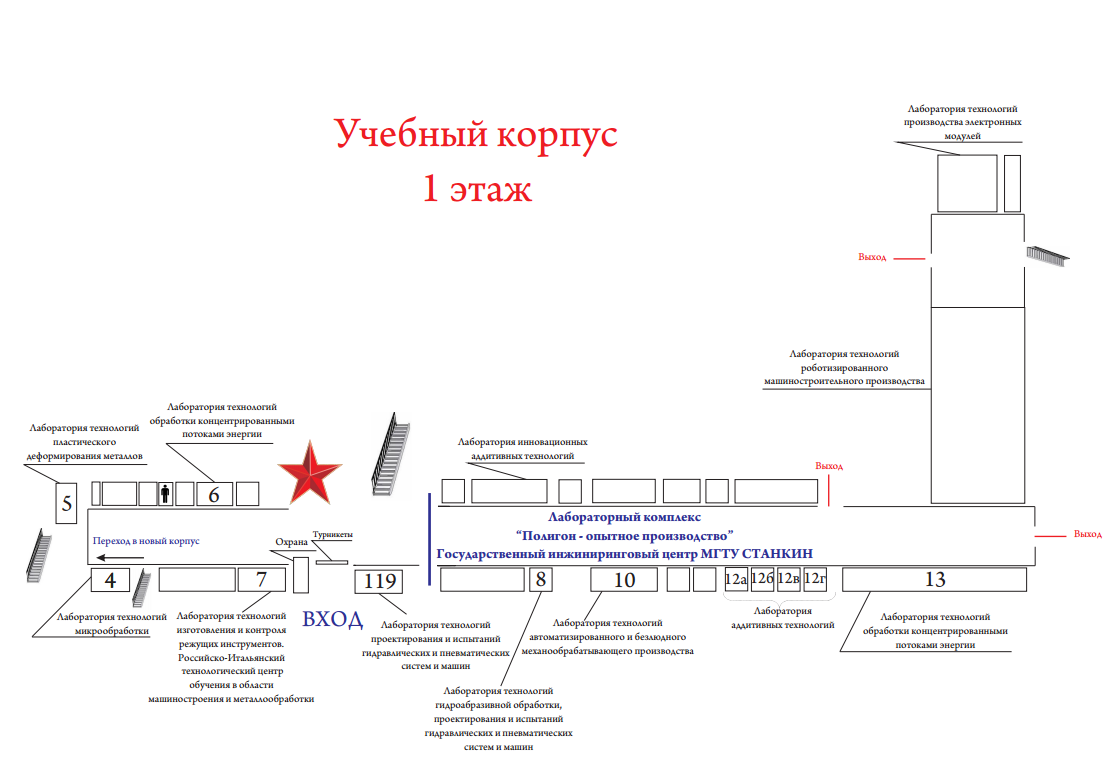 Учебный корпус
1 этаж
Лаборатория технологий
производства электронных
модулей
Выход
Лаборатория технологий
роботизированного
машиностроительного производства
Лаборатория технологий
пластического
деформирования металлов
Лаборатория технологий
обработки концентрированными
потоками энергии
Лаборатория инновационных
аддитивных технологий
Выход
5
6
Лабораторный комплекс
“Полигон - опытное производство”
Государственный инжиниринговый центр МГТУ СТАНКИН
Выход
Переход в новый корпус
Охрана
Турникеты
4
7
119
8
10
12а
12б
12в
12г
13
ВХОД
Лаборатория технологий
микрообработки
Лаборатория технологий
изготовления и контроля
режущих инструментов.
Российско-Итальянский
технологический центр
обучения в области
машиностроения и металлообработки
Лаборатория технологий
проектирования и испытаний
гидравлических и пневматических
систем и машин
Лаборатория технологий
гидроабразивной обработки,
проектирования и испытаний
гидравлических и пневматических
систем и машин
Лаборатория технологий
автоматизированного и безлюдного
механообрабатывающего производства
Лаборатория
аддитивных технологий
Лаборатория технологий
обработки концентрированными
потоками энергии